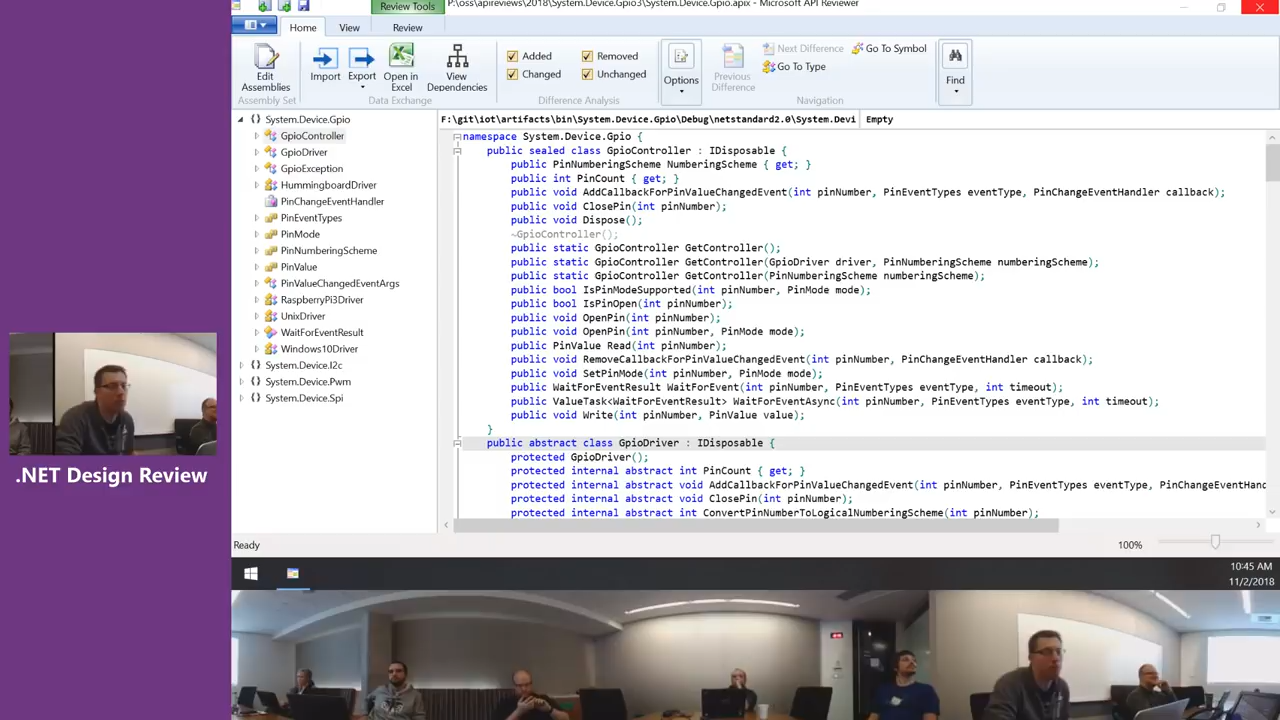 Review Tools
P:\oss\apireviews\2018\System.Device.Gpio3\System.Device.Gpio.apix - Microsoft API Reviewer
Home
View
Review
Edit Assemblies
Import
Export
Open in Excel
View Dependencies
Added
Removed
Changed
Unchanged
Options
Previous Difference
Next Difference
Go To Symbol
Go To Type
Find
Assembly Set
Data Exchange
Difference Analysis
Navigation
System.Device.Gpio
GpioController
GpioDriver
GpioException
HummingboardDriver
PinChangeEventHandler
PinEventTypes
PinMode
PinNumberingScheme
PinValue
PinValueChangedEventArgs
RaspberryPi3Driver
UnixDriver
WaitForEventResult
Windows10Driver
System.Device.I2c
System.Device.Pwm
System.Device.Spi
F:\git\iot\artifacts\bin\System.Device.Gpio\Debug\netstandard2.0\System.Devi
Empty
namespace System.Device.Gpio {
public sealed class GpioController : IDisposable {
public PinNumberingScheme NumberingScheme { get; }
public int PinCount { get; }
public void AddCallbackForPinValueChangedEvent(int pinNumber, PinEventTypes eventType, PinChangeEventHandler callback);
public void ClosePin(int pinNumber);
public void Dispose();
~GpioController();
public static GpioController GetController();
public static GpioController GetController(GpioDriver driver, PinNumberingScheme numberingScheme);
public static GpioController GetController(PinNumberingScheme numberingScheme);
public bool IsPinModeSupported(int pinNumber, PinMode mode);
public bool IsPinOpen(int pinNumber);
public void OpenPin(int pinNumber);
public void OpenPin(int pinNumber, PinMode mode);
public PinValue Read(int pinNumber);
public void RemoveCallbackForPinValueChangedEvent(int pinNumber, PinChangeEventHandler callback);
public void SetPinMode(int pinNumber, PinMode mode);
public WaitForEventResult WaitForEvent(int pinNumber, PinEventTypes eventType, int timeout);
public ValueTask<WaitForEventResult> WaitForEventAsync(int pinNumber, PinEventTypes eventType, int timeout);
public void Write(int pinNumber, PinValue value);
}
public abstract class GpioDriver : IDisposable {
protected GpioDriver();
protected internal abstract int PinCount { get; }
protected internal abstract void AddCallbackForPinValueChangedEvent(int pinNumber, PinEventTypes eventType, PinChangeEventHand
protected internal abstract void ClosePin(int pinNumber);
protected internal abstract int ConvertPinNumberToLogicalNumberingScheme(int pinNumber);
Ready
100%
10:45 AM
11/2/2018
.NET Design Review